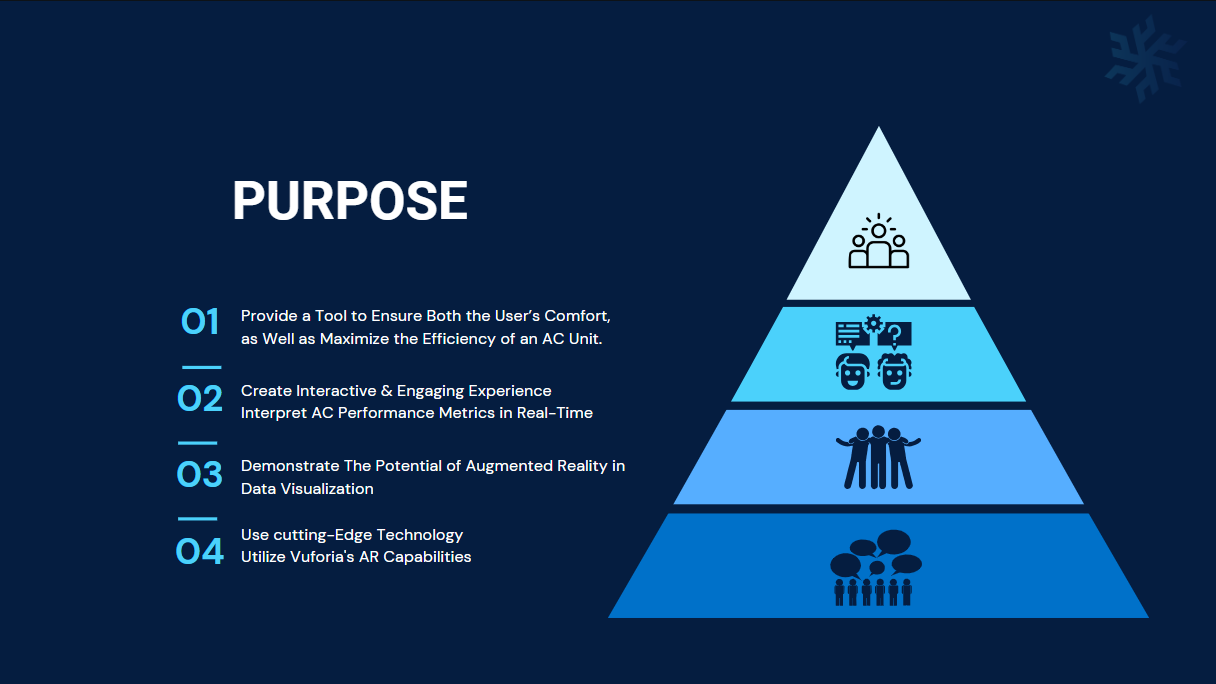 PURPOSE
01
Provide a Tool to Ensure Both the User’s Comfort,
as Well as Maximize the Efficiency of an AC Unit.
02
Create Interactive & Engaging Experience
Interpret AC Performance Metrics in Real-Time
03
Demonstrate The Potential of Augmented Reality in
Data Visualization
04
Use cutting-Edge Technology
Utilize Vuforia's AR Capabilities
?